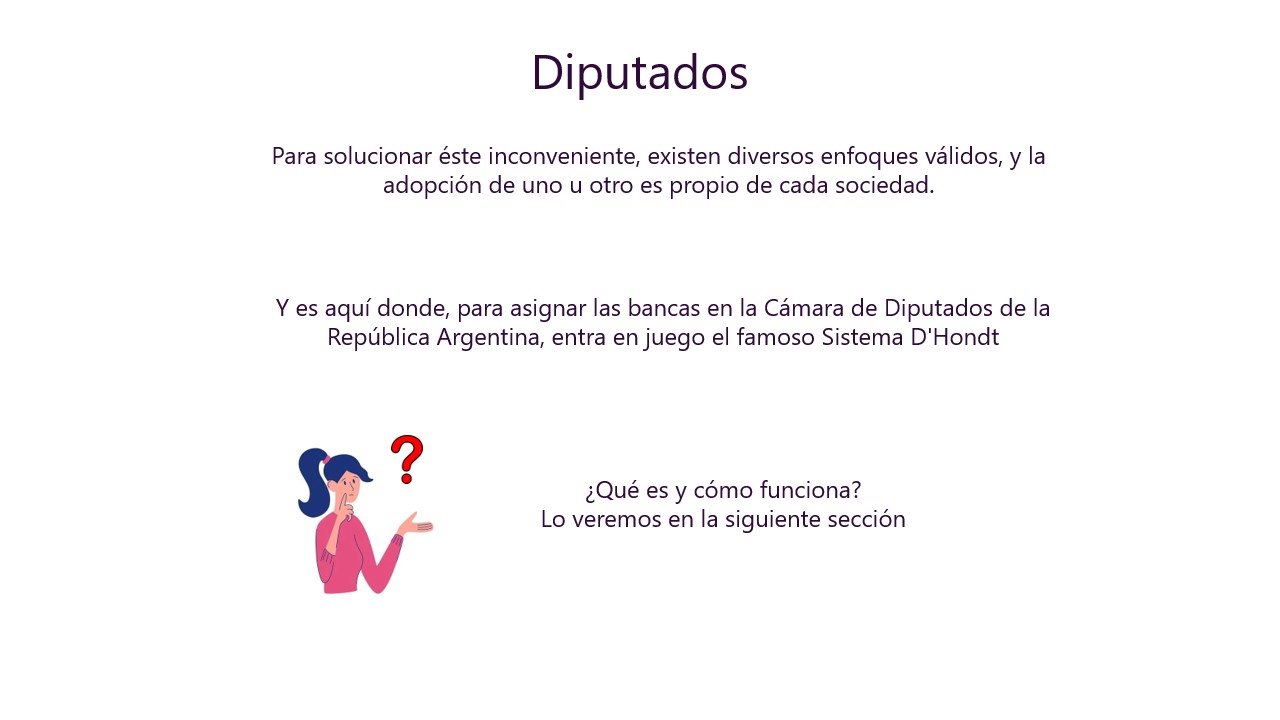 Diputados
Para solucionar éste inconveniente, existen diversos enfoques válidos, y la
adopción de uno u otro es propio de cada sociedad.
Y es aquí donde, para asignar las bancas en la Cámara de Diputados de la
República Argentina, entra en juego el famoso Sistema D'Hondt
?
¿Qué es y cómo funciona?
Lo veremos en la siguiente sección